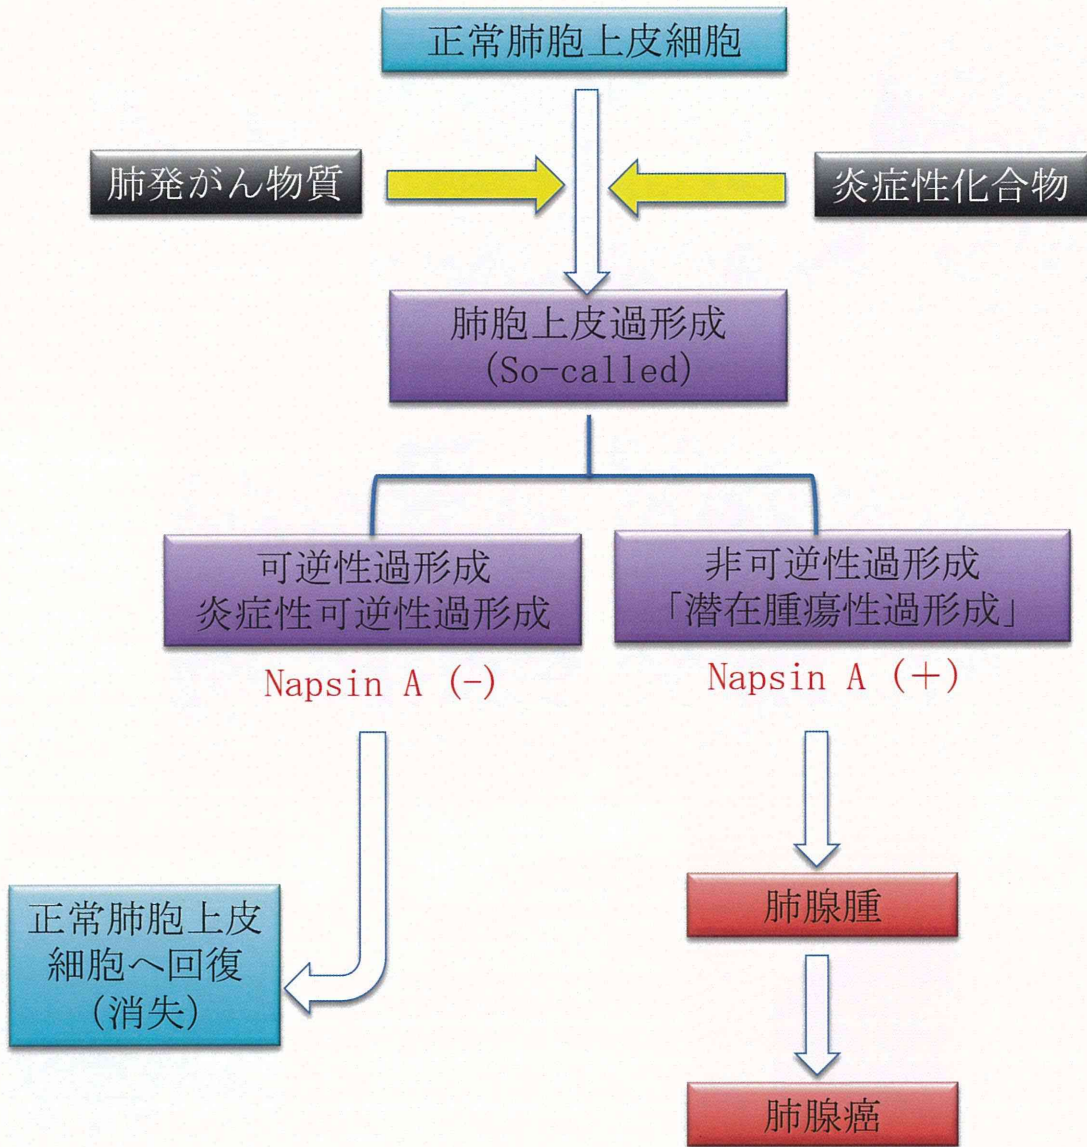 正常肺胞上皮細胞
肺発がん物質
炎症性化合物
肺胞上皮過形成
(So-called)
可逆性過形成
炎症性可逆性過形成
非可逆性過形成
「潜在腫瘍性過形成」
Napsin A (−)
Napsin A (＋)
正常肺胞上皮
細胞へ回復
(消失)
肺腺腫
肺腺癌